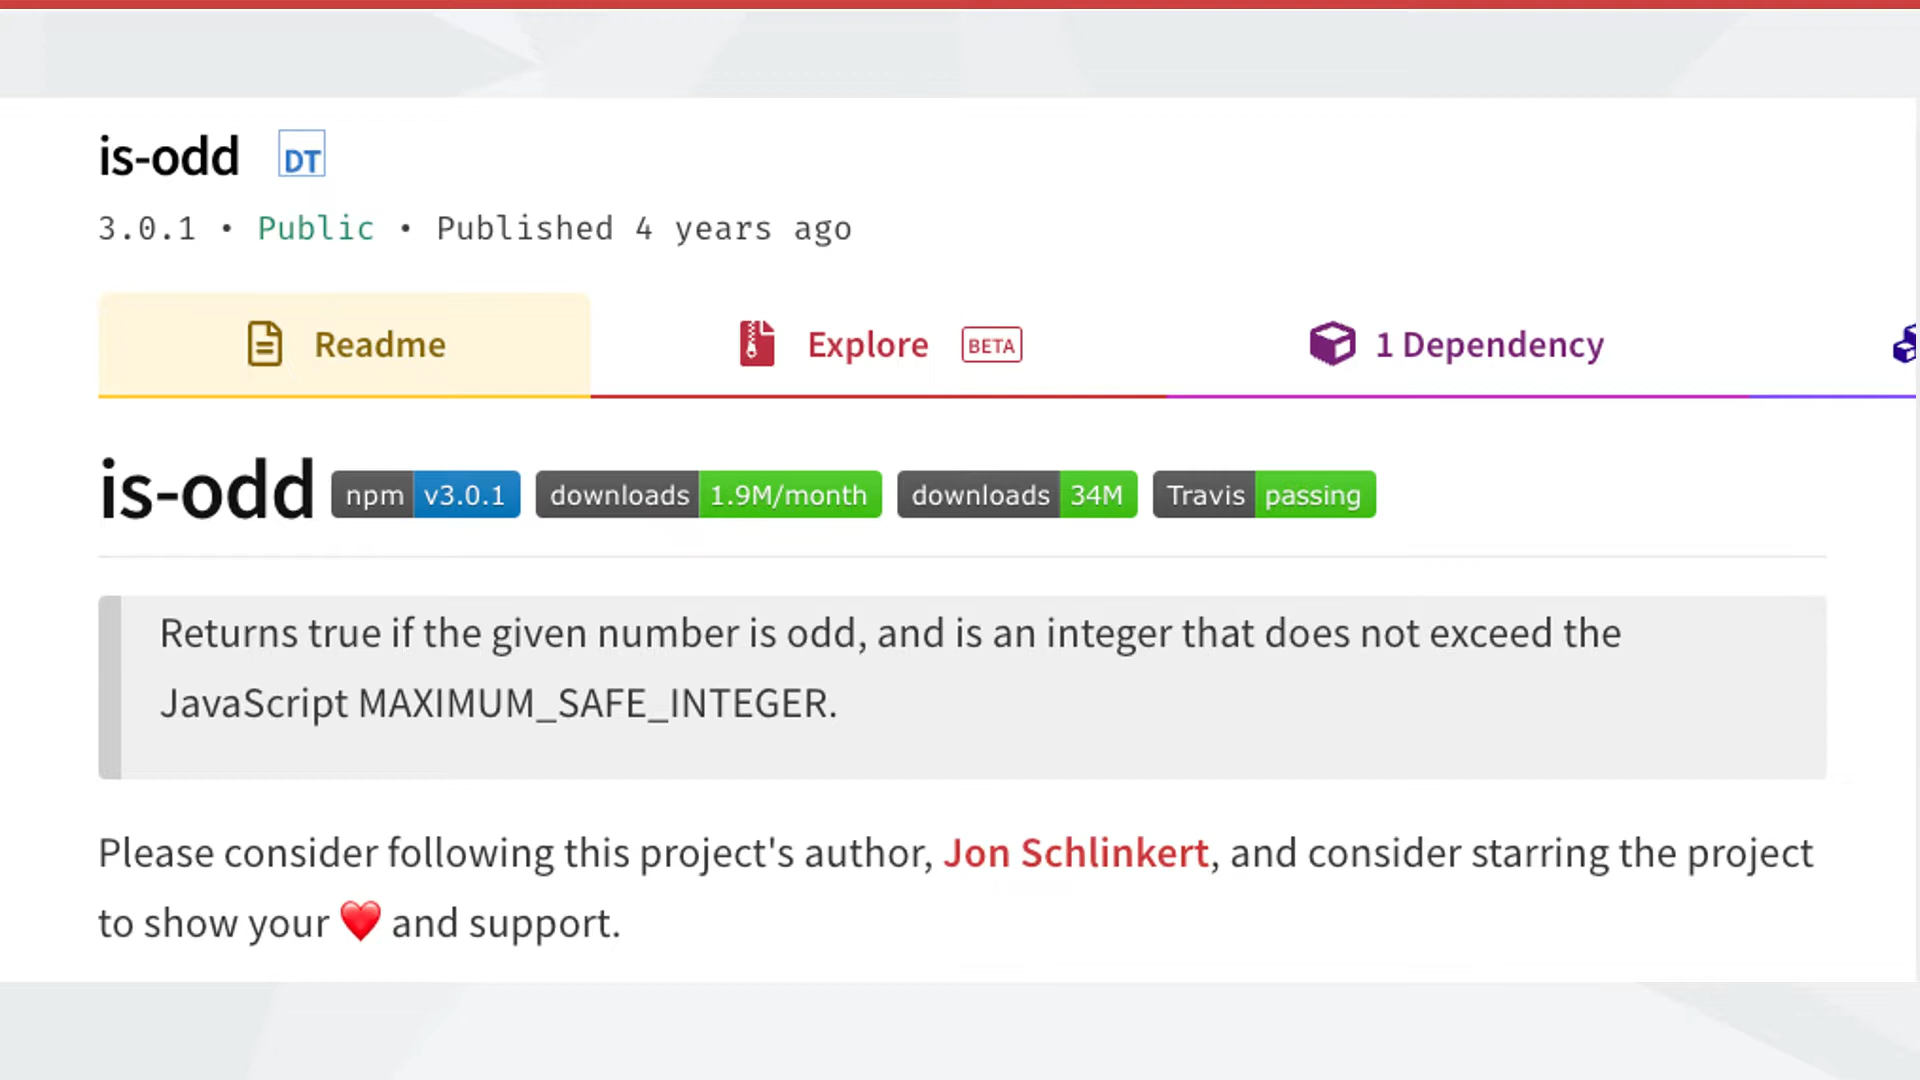 is-odd DT
3.0.1 • Public • Published 4 years ago
Readme Explore BETA 1 Dependency
is-odd npm v3.0.1 downloads 1.9M/month downloads 34M Travis passing
Returns true if the given number is odd, and is an integer that does not exceed the
JavaScript MAXIMUM_SAFE_INTEGER.
Please consider following this project's author, Jon Schlinkert, and consider starring the project
to show your ❤️ and support.